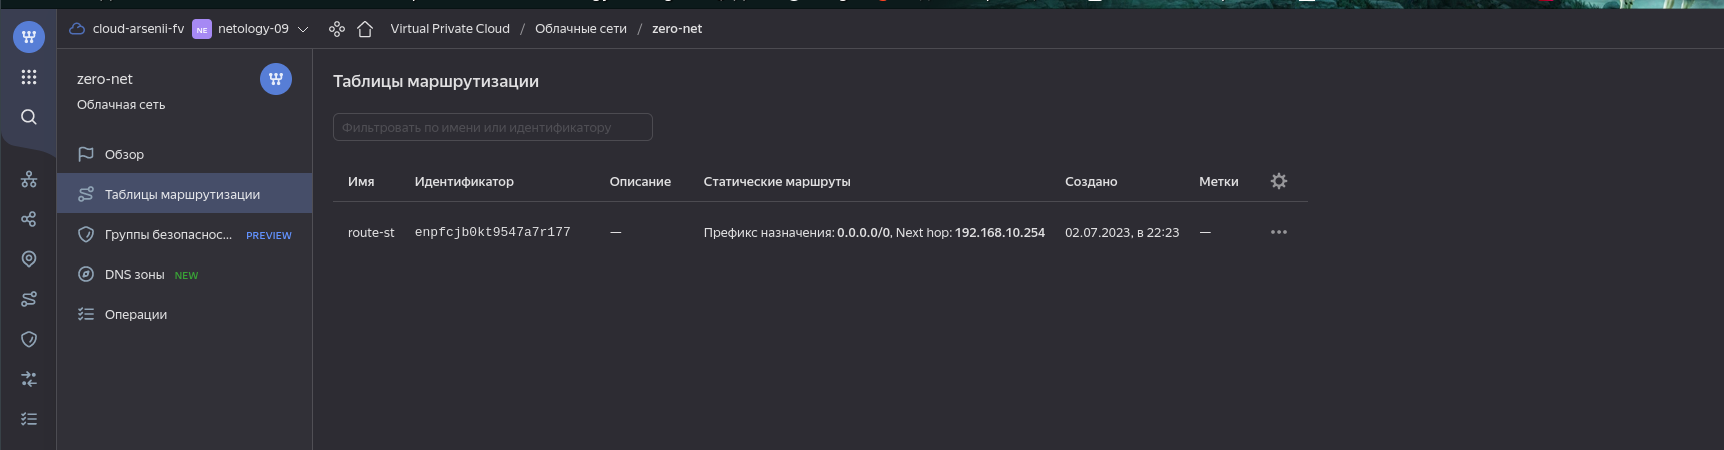 cloud-arsenii-fv NE netology-09 Virtual Private Cloud / Облачные сети / zero-net
zero-net
Облачная сеть
Обзор
Таблицы маршрутизации
Группы безопаснос... PREVIEW
DNS зоны NEW
Операции
Таблицы маршрутизации
Фильтровать по имени или идентификатору
Имя Идентификатор Описание Статические маршруты Создано Метки
route-st enpfcjb0kt9547a7r177 — Префикс назначения: 0.0.0.0/0, Next hop: 192.168.10.254 02.07.2023, в 22:23 —